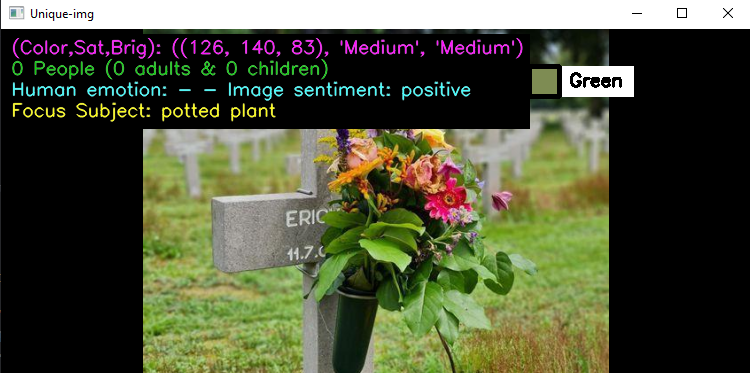 Unique-img
(Color,Sat,Brig): ((126, 140, 83), 'Medium', 'Medium')
0 People (0 adults & 0 children)
Human emotion: - - Image sentiment: positive
Focus Subject: potted plant
Green
ERIC
11.7.